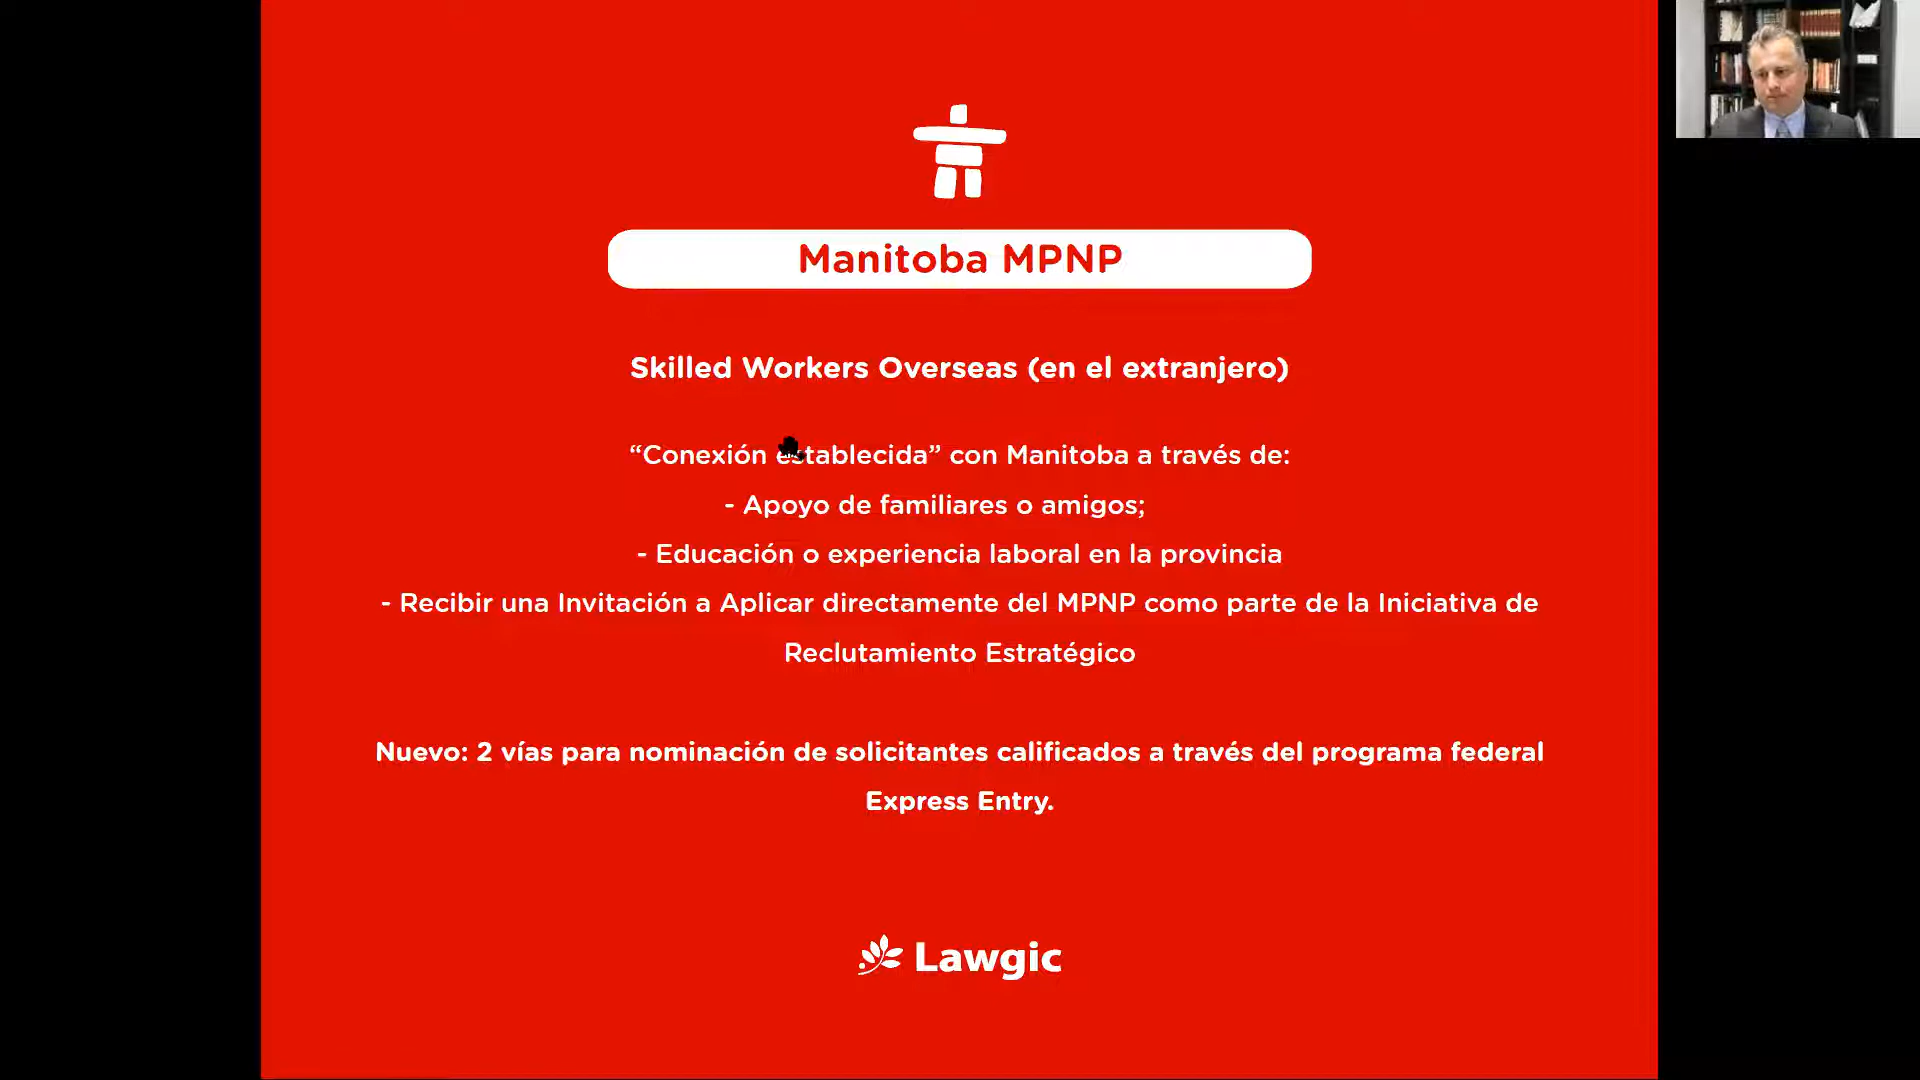 Manitoba MPNP
Skilled Workers Overseas (en el extranjero)
“Conexión establecida” con Manitoba a través de:
- Apoyo de familiares o amigos;
- Educación o experiencia laboral en la provincia
- Recibir una Invitación a Aplicar directamente del MPNP como parte de la Iniciativa de
Reclutamiento Estratégico
Nuevo: 2 vías para nominación de solicitantes calificados a través del programa federal
Express Entry.
Lawgic